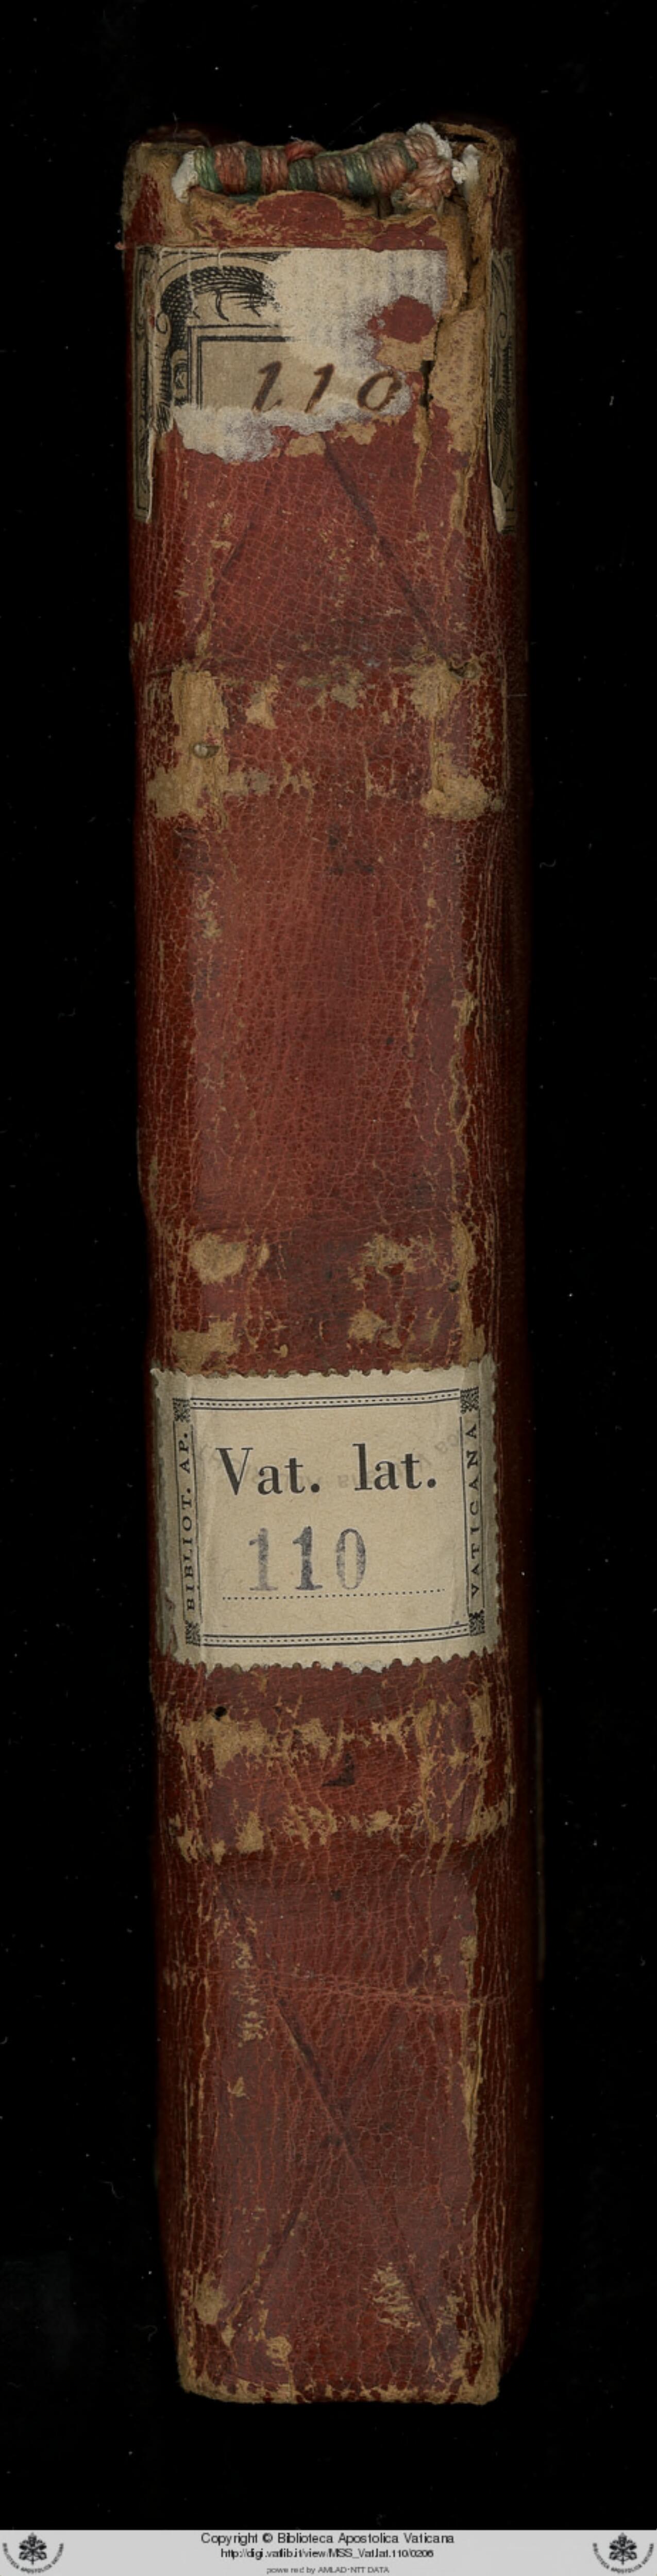 110
BIBLIOT. AP.
Vat. lat.
110
VATICANA
Copyright © Biblioteca Apostolica Vaticana
http://digi.vatlib.it/view/MSS_Vat.lat.110/0206
powered by AMLAD-NTT DATA